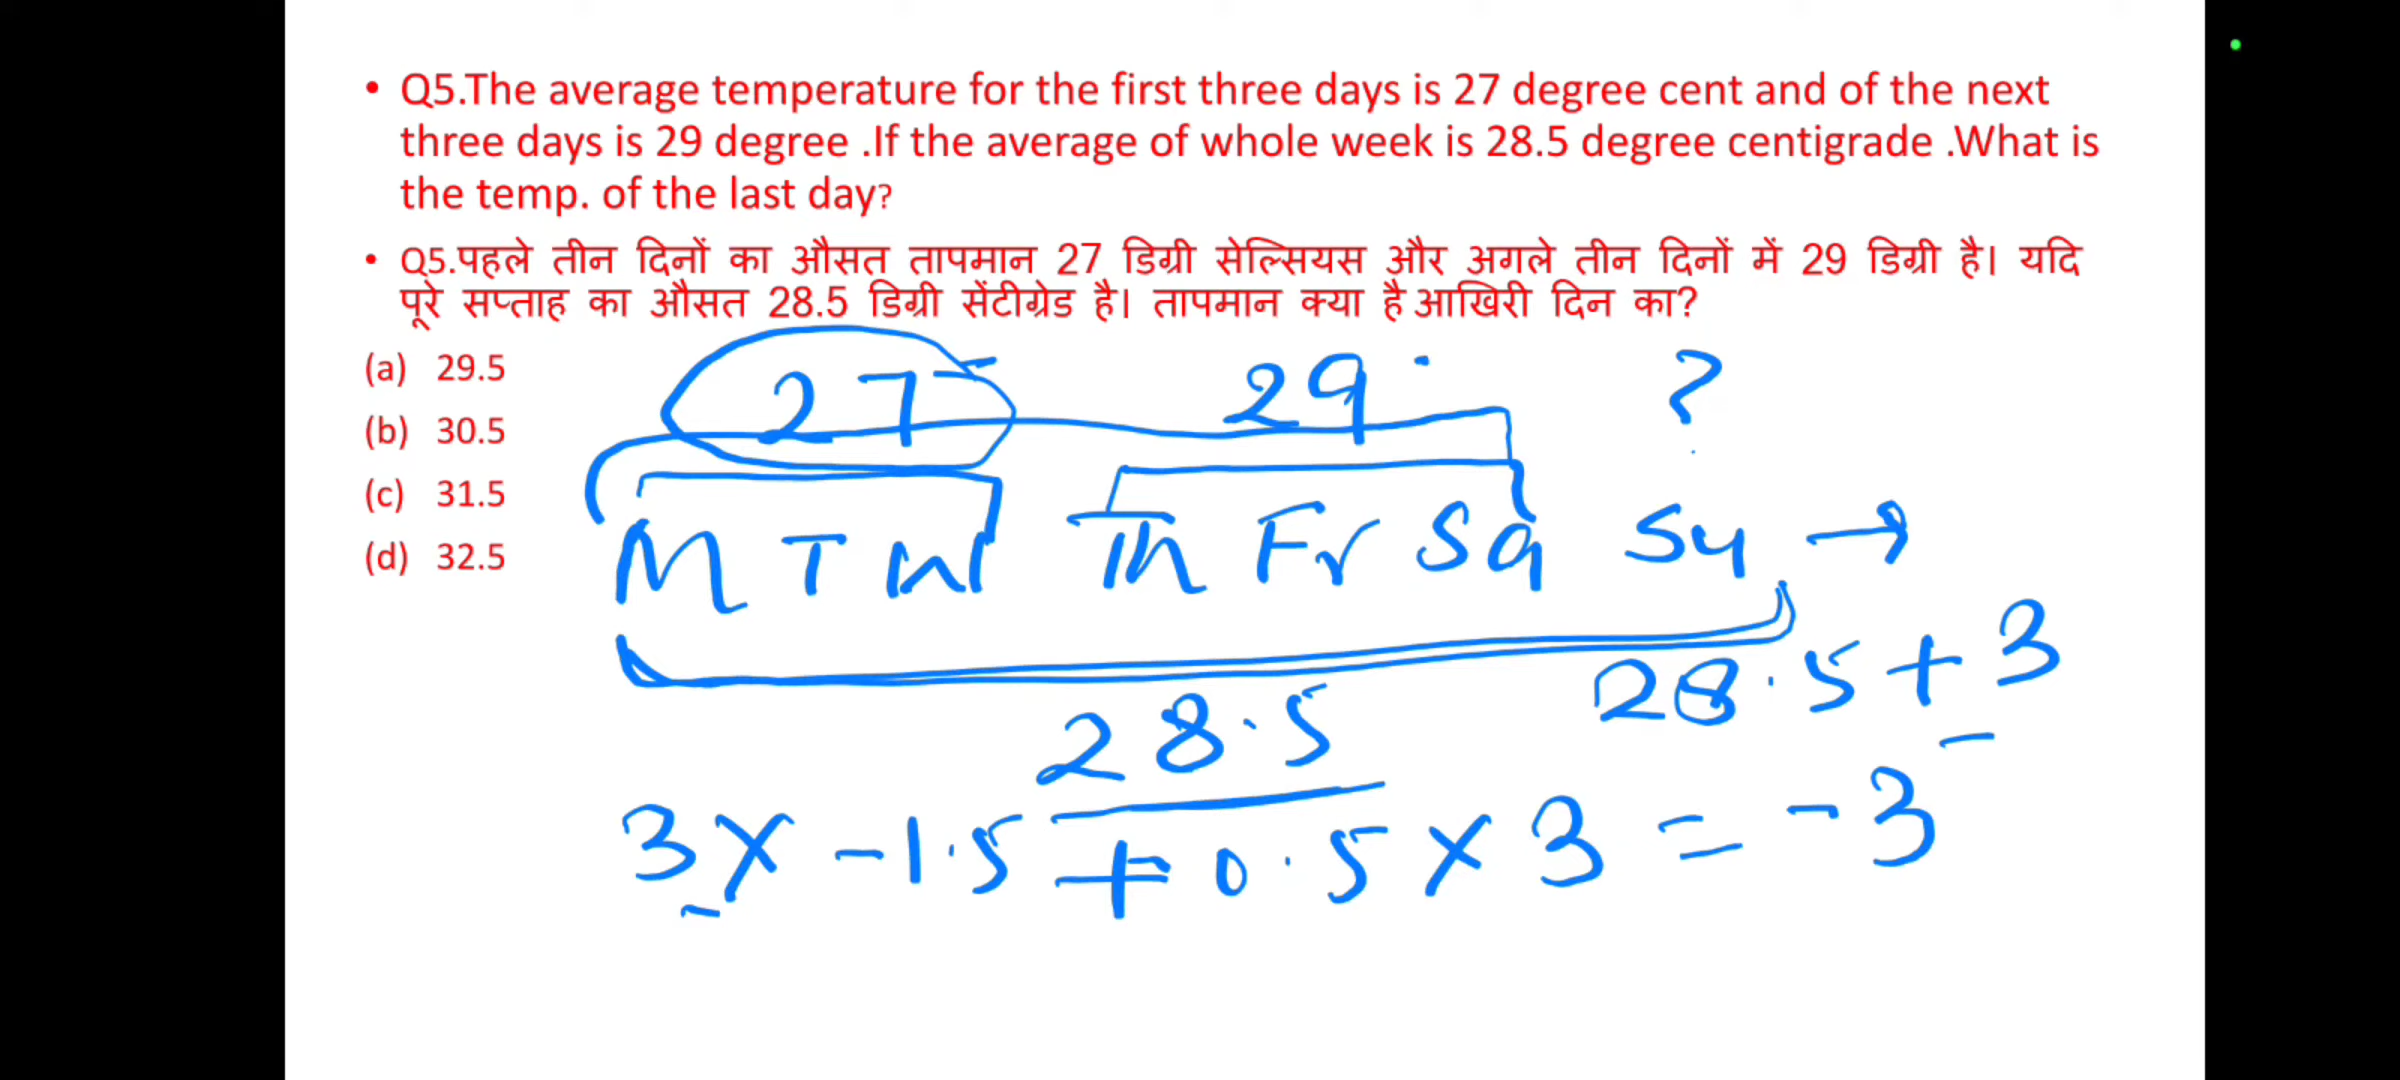 • Q5.The average temperature for the first three days is 27 degree cent and of the next
three days is 29 degree .If the average of whole week is 28.5 degree centigrade .What is
the temp. of the last day?
• Q5.पहले तीन दिनों का औसत तापमान 27 डिग्री सेल्सियस और अगले तीन दिनों में 29 डिग्री है। यदि
पूरे सप्ताह का औसत 28.5 डिग्री सेंटीग्रेड है। तापमान क्या है आखिरी दिन का?
(a) 29.5
(b) 30.5
(c) 31.5
(d) 32.5
27 29 ?
M T W Th Fr Sa Su →
28.5 + 3
28.5
3 x -1.5 + 0.5 x 3 = -3